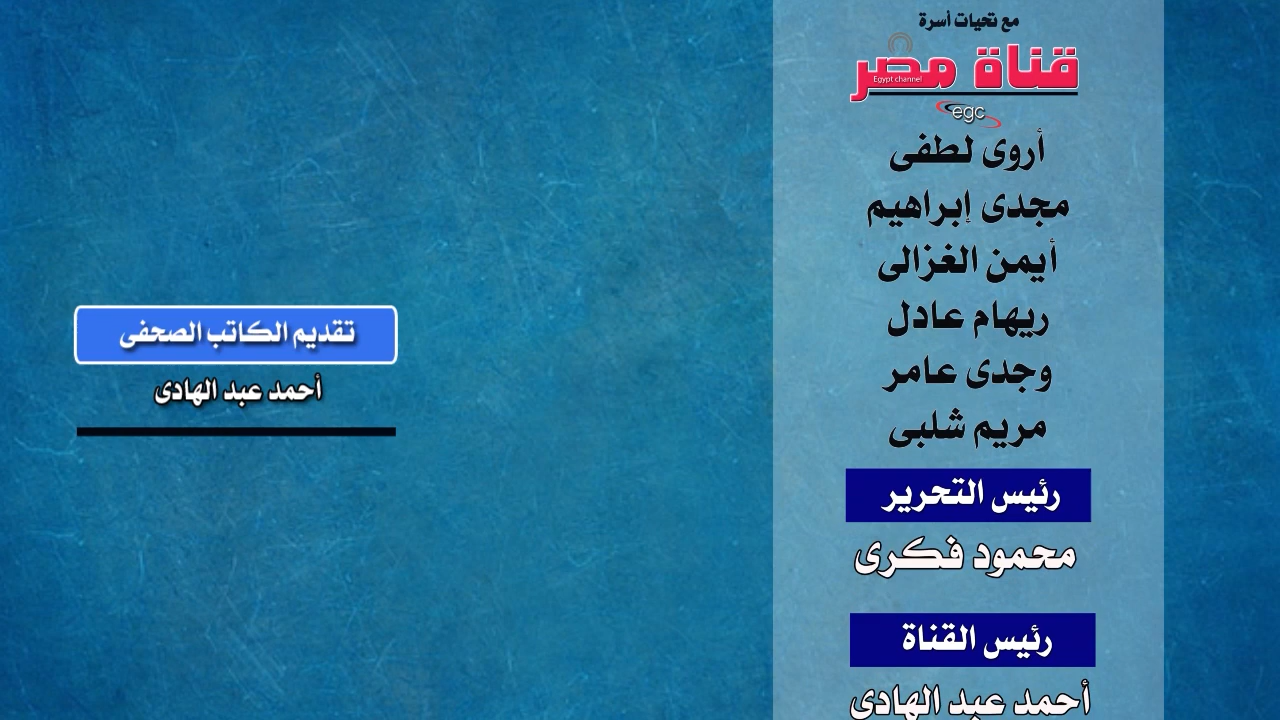 مع تحيات أسرة
قناة مصر
Egypt channel
egc
أروى لطفى
مجدى إبراهيم
أيمن الغزالى
ريهام عادل
وجدى عامر
مريم شلبى
رئيس التحرير
محمود فكرى
رئيس القناة
أحمد عبد الهادى
تقديم الكاتب الصحفى
أحمد عبد الهادى